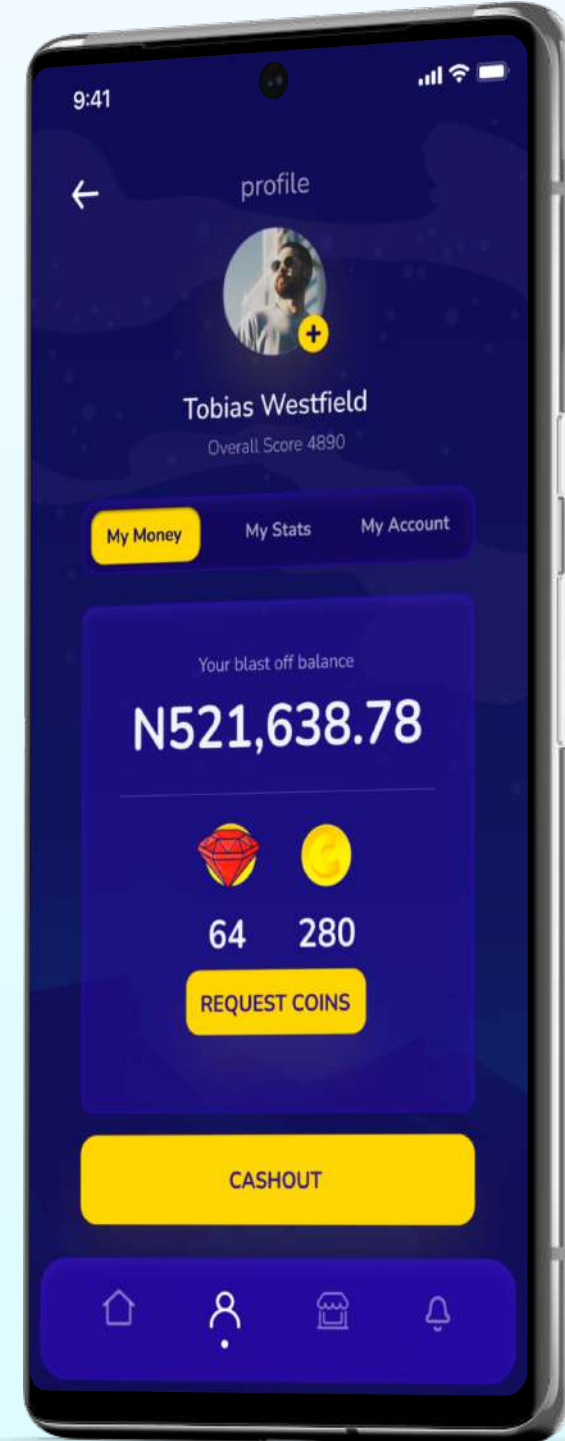 9:41
profile
Tobias Westfield
Overall Score 4890
My Money
My Stats
My Account
Your blast off balance
N521,638.78
64
280
REQUEST COINS
CASHOUT